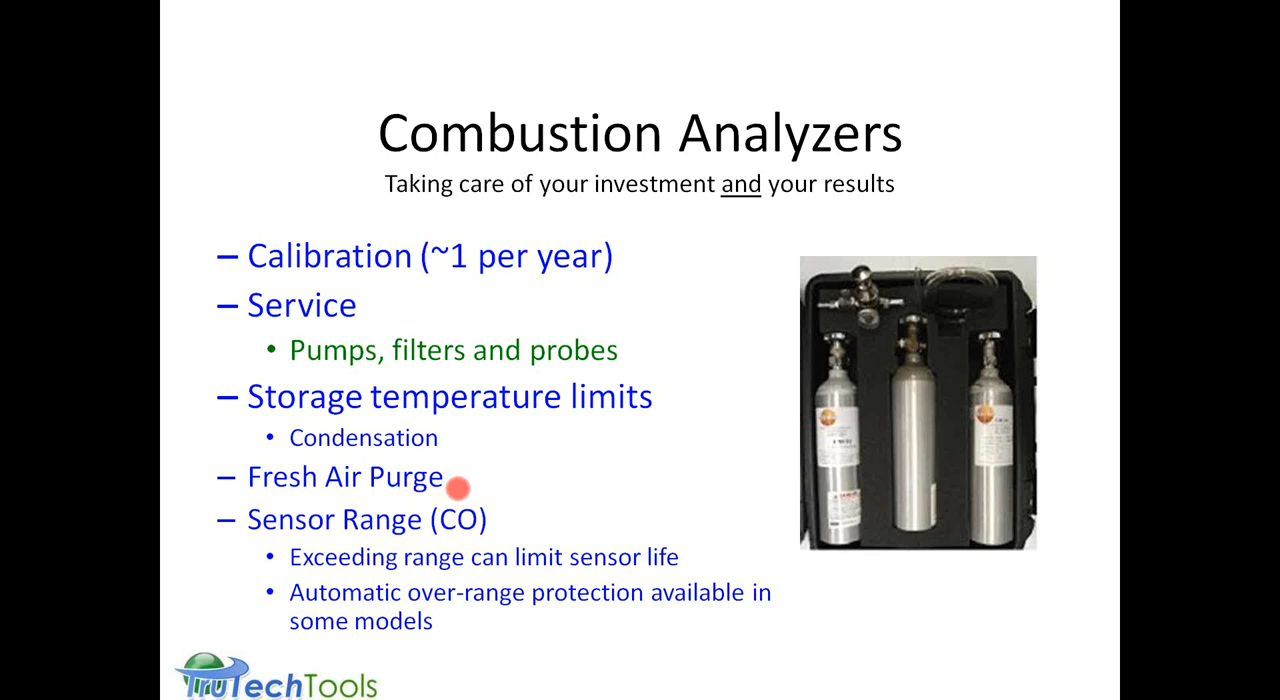 Combustion Analyzers
Taking care of your investment and your results
– Calibration (~1 per year)
– Service
• Pumps, filters and probes
– Storage temperature limits
• Condensation
– Fresh Air Purge
– Sensor Range (CO)
• Exceeding range can limit sensor life
• Automatic over-range protection available in
some models
TruTechTools